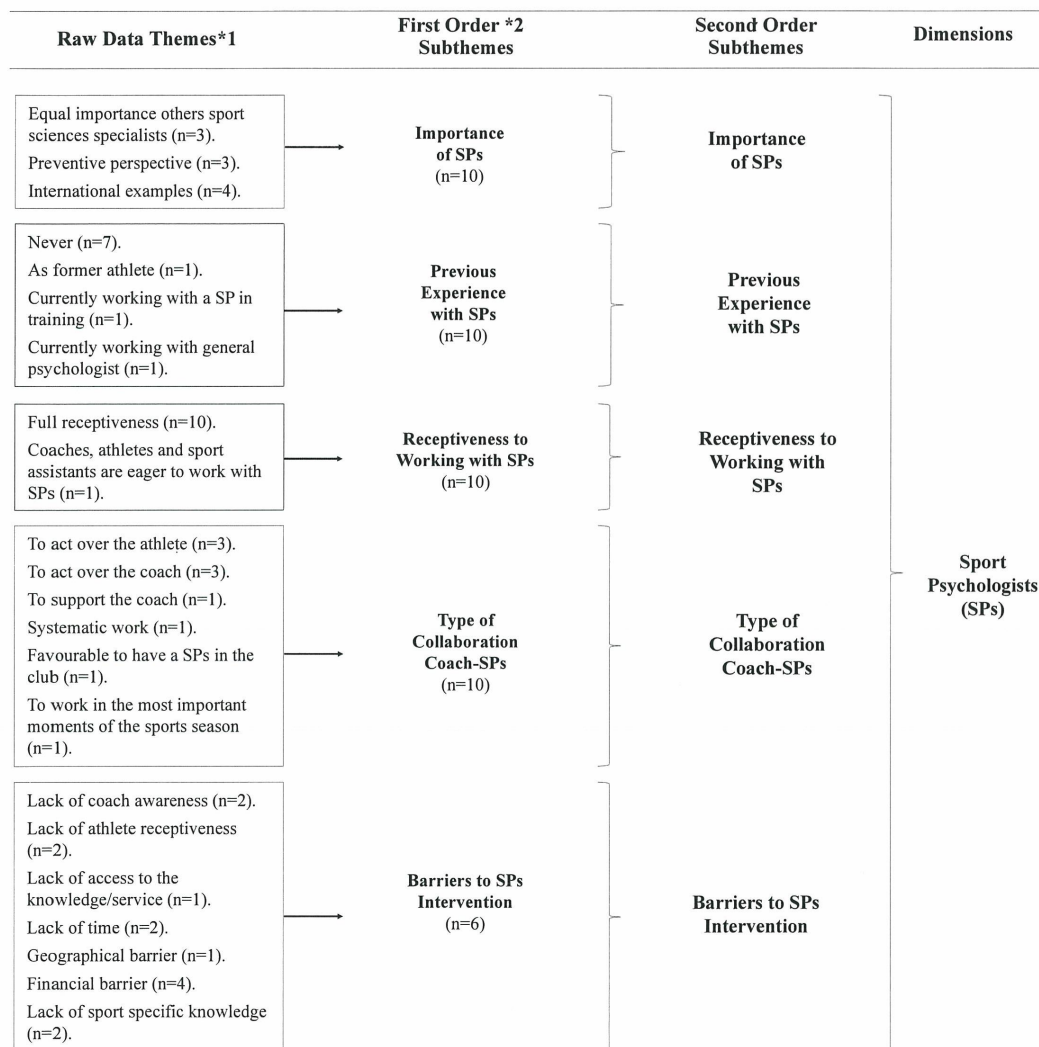 Raw Data Themes*1
First Order *2
Subthemes
Second Order
Subthemes
Dimensions
Equal importance others sport
sciences specialists (n=3).
Preventive perspective (n=3).
International examples (n=4).
Importance
of SPs
(n=10)
Importance
of SPs
Never (n=7).
As former athlete (n=1).
Currently working with a SP in
training (n=1).
Currently working with general
psychologist (n=1).
Previous
Experience
with SPs
(n=10)
Previous
Experience
with SPs
Full receptiveness (n=10).
Coaches, athletes and sport
assistants are eager to work with
SPs (n=1).
Receptiveness to
Working with SPs
(n=10)
Receptiveness to
Working with
SPs
To act over the athlete (n=3).
To act over the coach (n=3).
To support the coach (n=1).
Systematic work (n=1).
Favourable to have a SPs in the
club (n=1).
To work in the most important
moments of the sports season
(n=1).
Type of
Collaboration
Coach-SPs
(n=10)
Type of
Collaboration
Coach-SPs
Lack of coach awareness (n=2).
Lack of athlete receptiveness
(n=2).
Lack of access to the
knowledge/service (n=1).
Lack of time (n=2).
Geographical barrier (n=1).
Financial barrier (n=4).
Lack of sport specific knowledge
(n=2).
Barriers to SPs
Intervention
(n=6)
Barriers to SPs
Intervention
Sport
Psychologists
(SPs)